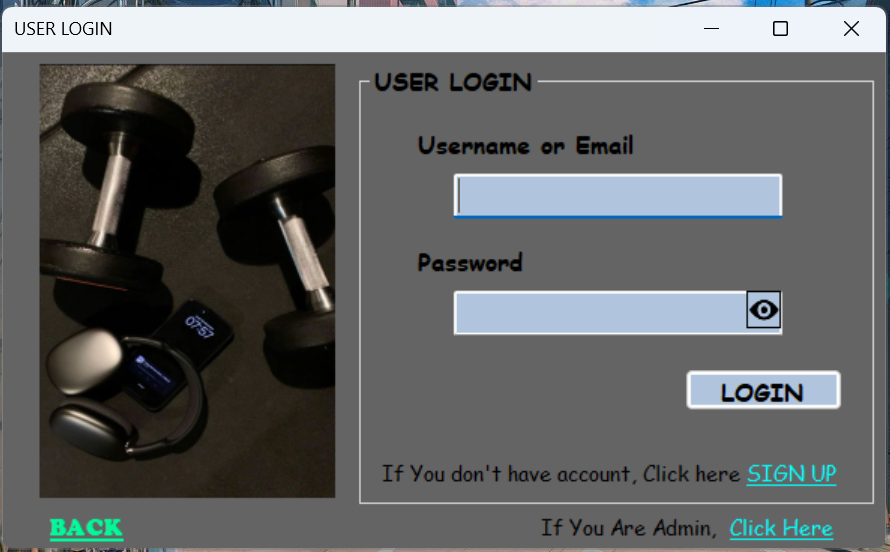 USER LOGIN
USER LOGIN
Username or Email
Password
07:57
LOGIN
If You don't have account, Click here SIGN UP
BACK
If You Are Admin, Click Here